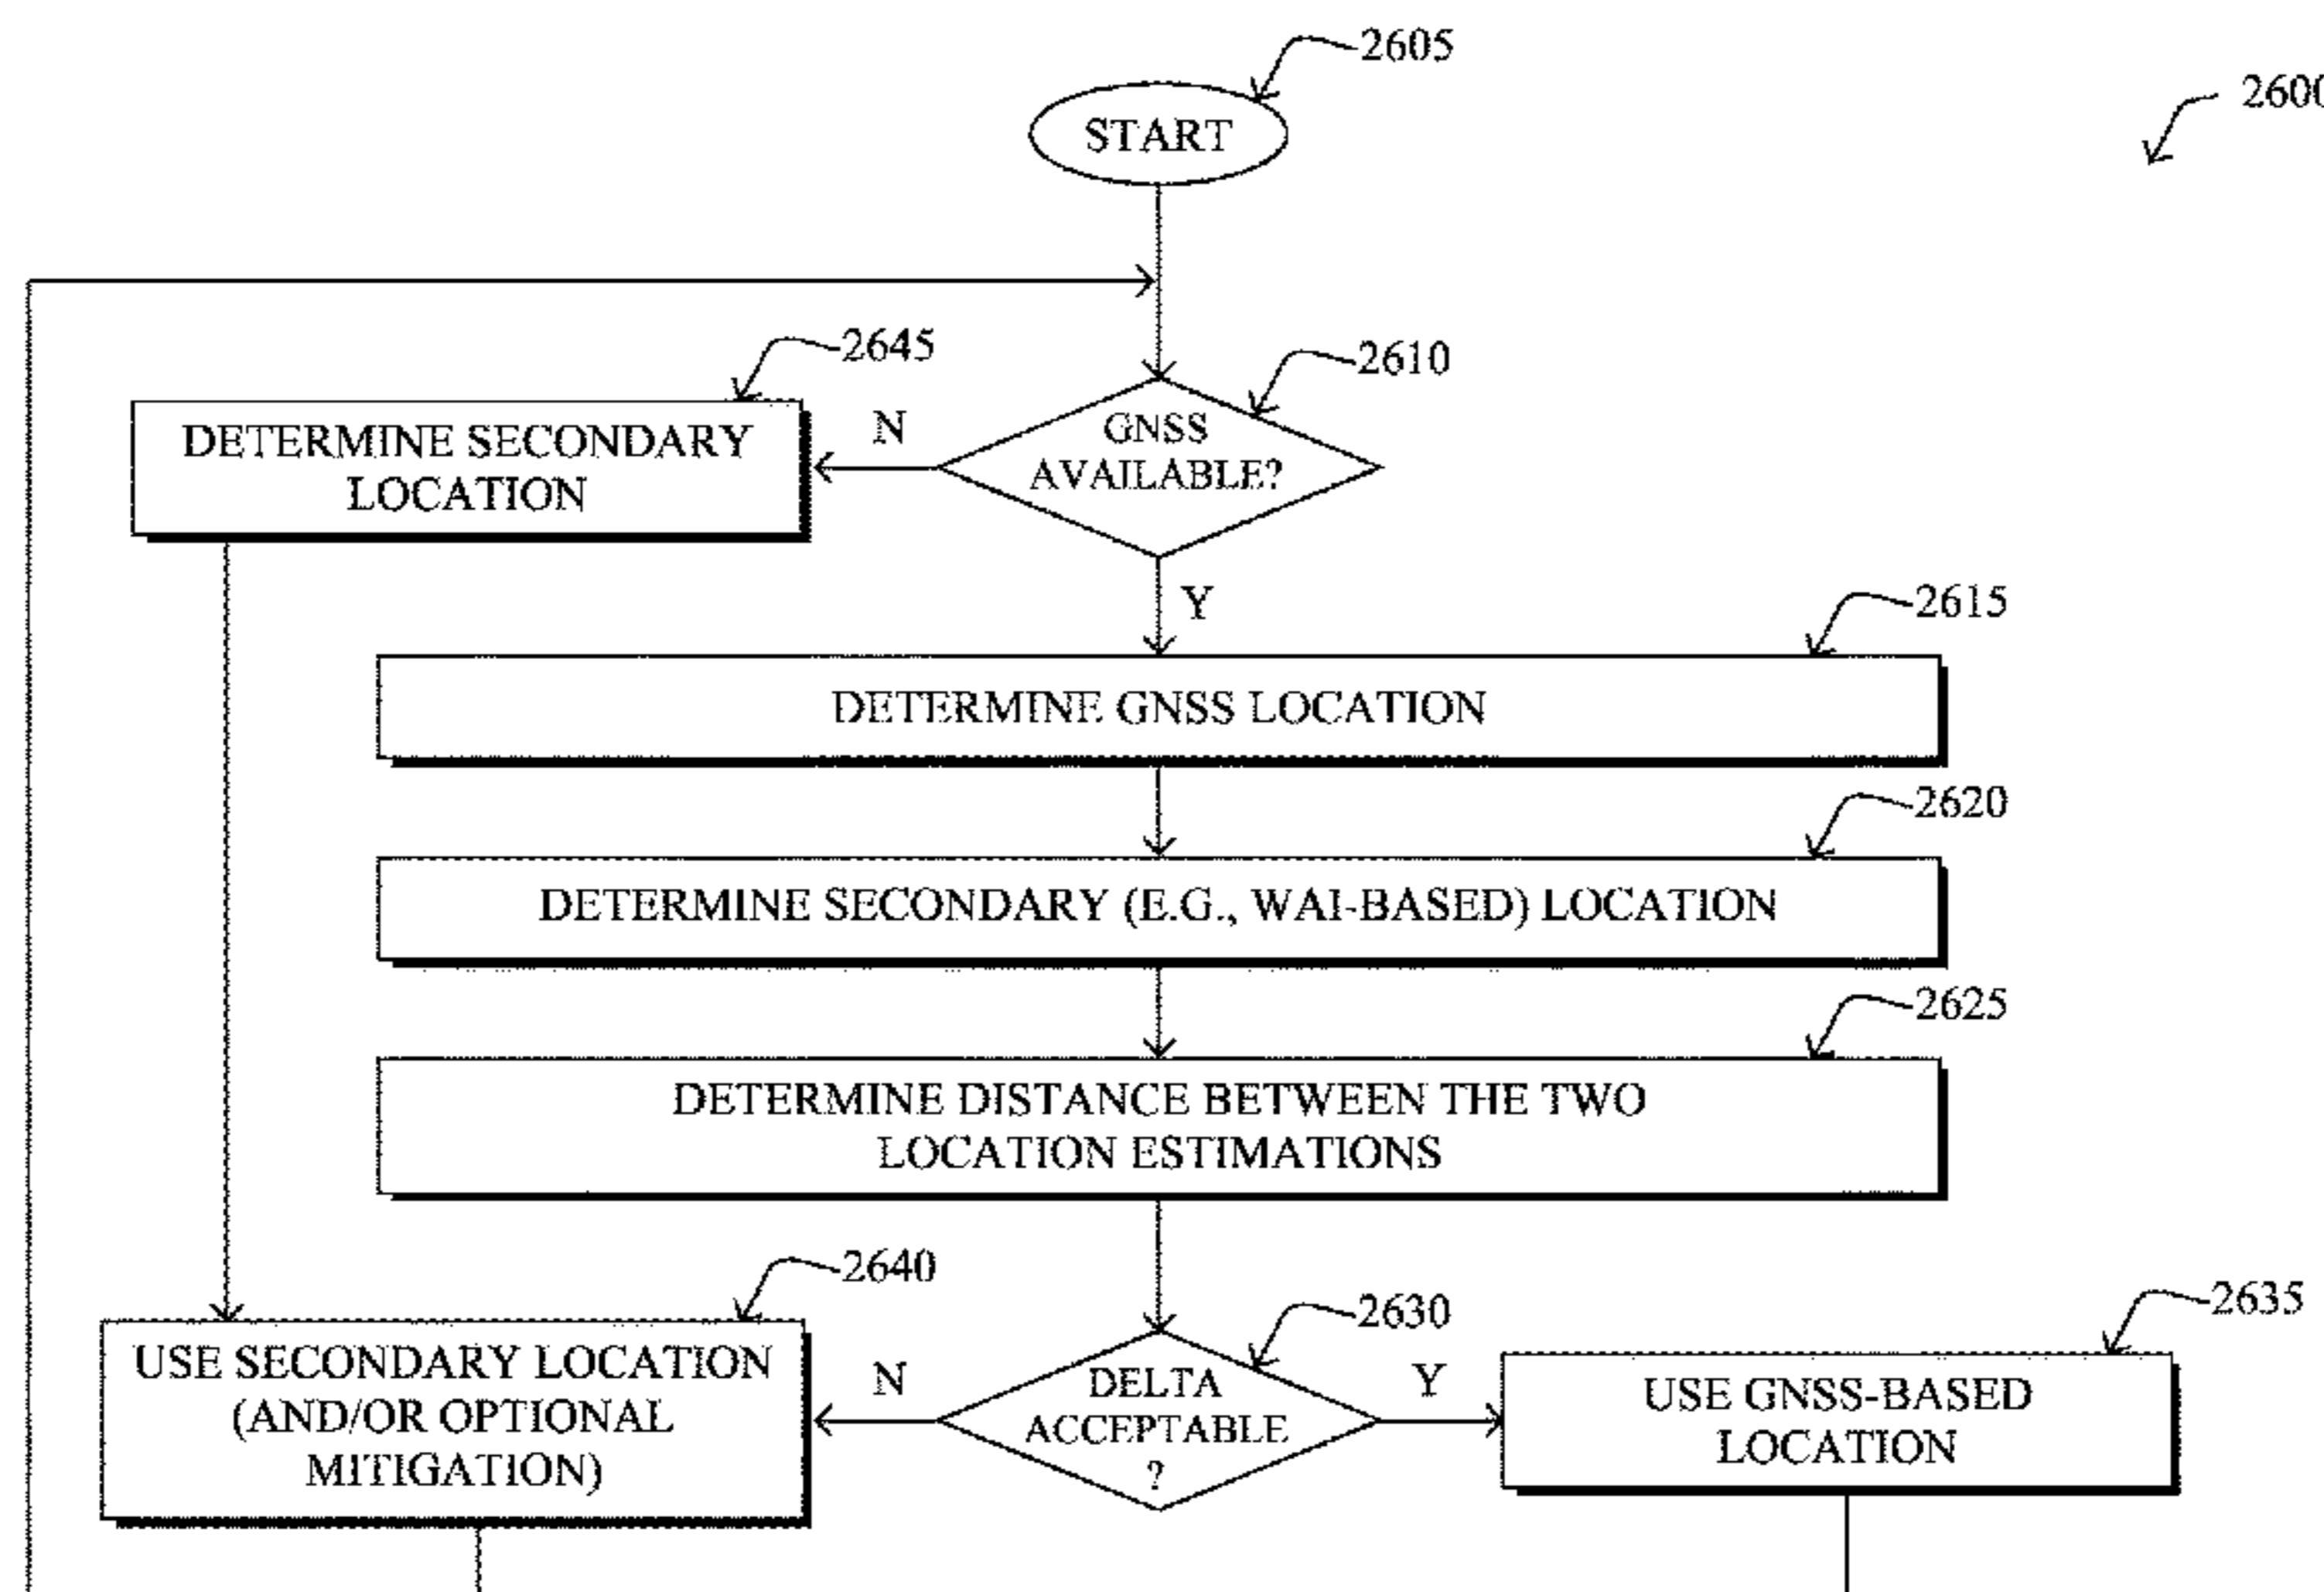 2605
2600
START
2645
2610
DETERMINE SECONDARY
LOCATION
N
GNSS
AVAILABLE?
Y
2615
DETERMINE GNSS LOCATION
2620
DETERMINE SECONDARY (E.G., WAI-BASED) LOCATION
2625
DETERMINE DISTANCE BETWEEN THE TWO
LOCATION ESTIMATIONS
2640
2630
2635
USE SECONDARY LOCATION
(AND/OR OPTIONAL
MITIGATION)
N
DELTA
ACCEPTABLE
?
Y
USE GNSS-BASED
LOCATION